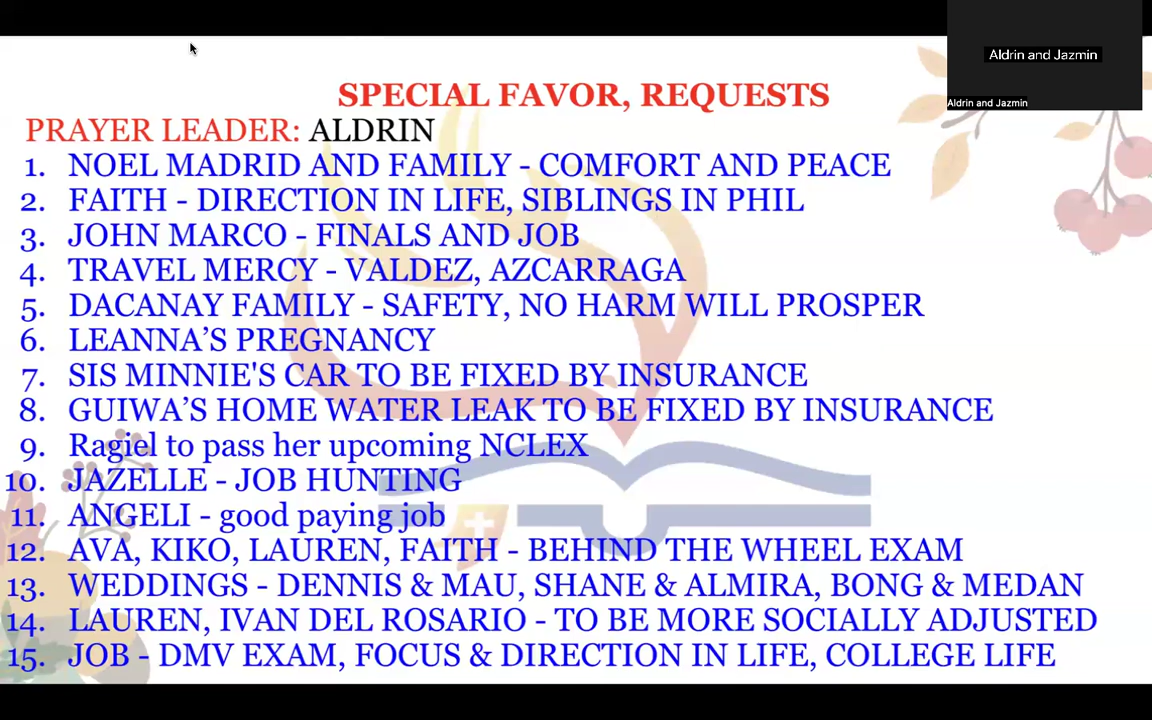 Aldrin and Jazmin
Aldrin and Jazmin
SPECIAL FAVOR, REQUESTS
PRAYER LEADER: ALDRIN
1. NOEL MADRID AND FAMILY - COMFORT AND PEACE
2. FAITH - DIRECTION IN LIFE, SIBLINGS IN PHIL
3. JOHN MARCO - FINALS AND JOB
4. TRAVEL MERCY - VALDEZ, AZCARRAGA
5. DACANAY FAMILY - SAFETY, NO HARM WILL PROSPER
6. LEANNA’S PREGNANCY
7. SIS MINNIE'S CAR TO BE FIXED BY INSURANCE
8. GUIWA’S HOME WATER LEAK TO BE FIXED BY INSURANCE
9. Ragiel to pass her upcoming NCLEX
10. JAZELLE - JOB HUNTING
11. ANGELI - good paying job
12. AVA, KIKO, LAUREN, FAITH - BEHIND THE WHEEL EXAM
13. WEDDINGS - DENNIS & MAU, SHANE & ALMIRA, BONG & MEDAN
14. LAUREN, IVAN DEL ROSARIO - TO BE MORE SOCIALLY ADJUSTED
15. JOB - DMV EXAM, FOCUS & DIRECTION IN LIFE, COLLEGE LIFE